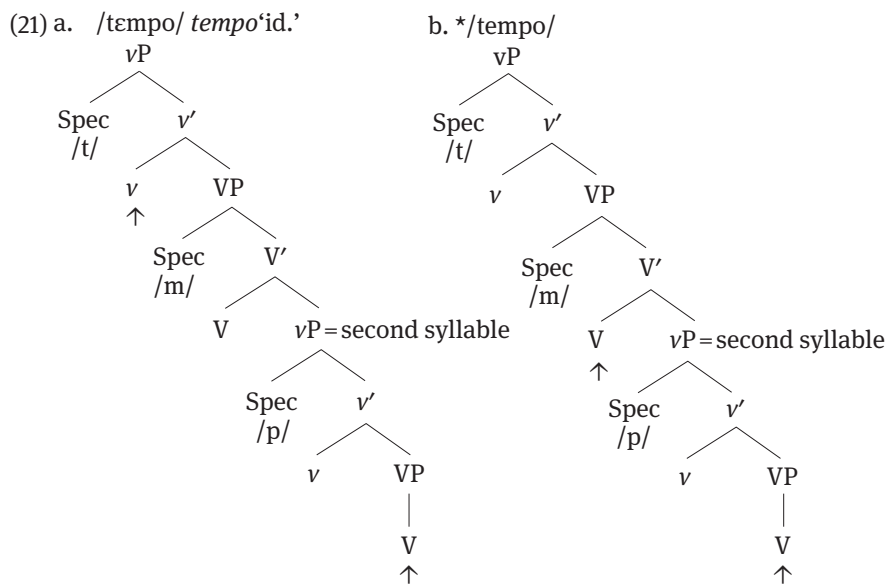 (21) a. /tɛmpo/ tempo‘id.’ b. */tempo/
vP vP
Spec v′ Spec v′
/t/ /t/
v VP v VP
↑
Spec V′ Spec V′
/m/ /m/
V vP = second syllable V vP = second syllable
↑
Spec v′ Spec v′
/p/ /p/
v VP v VP
V V
↑ ↑